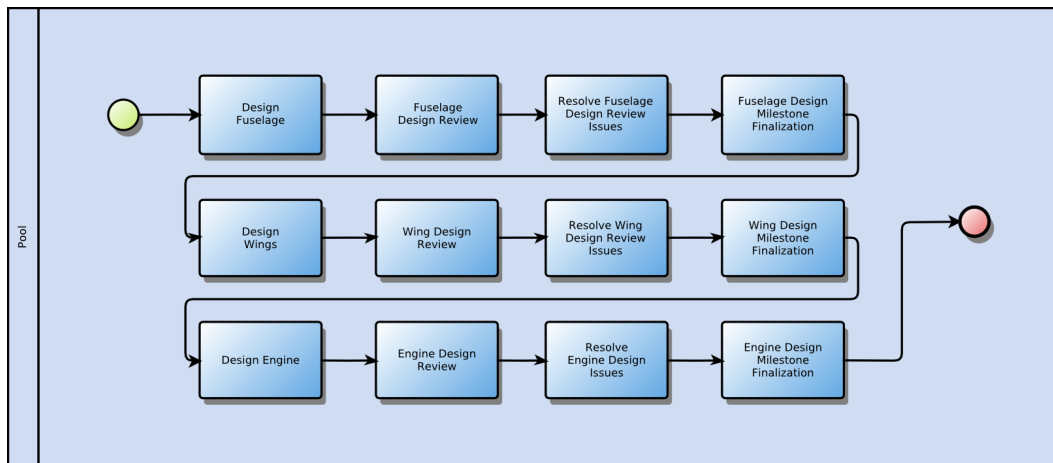 Pool
Design
Fuselage
Fuselage
Design Review
Resolve Fuselage
Design Review
Issues
Fuselage Design
Milestone
Finalization
Design
Wings
Wing Design
Review
Resolve Wing
Design Review
Issues
Wing Design
Milestone
Finalization
Design Engine
Engine Design
Review
Resolve
Engine Design
Issues
Engine Design
Milestone
Finalization